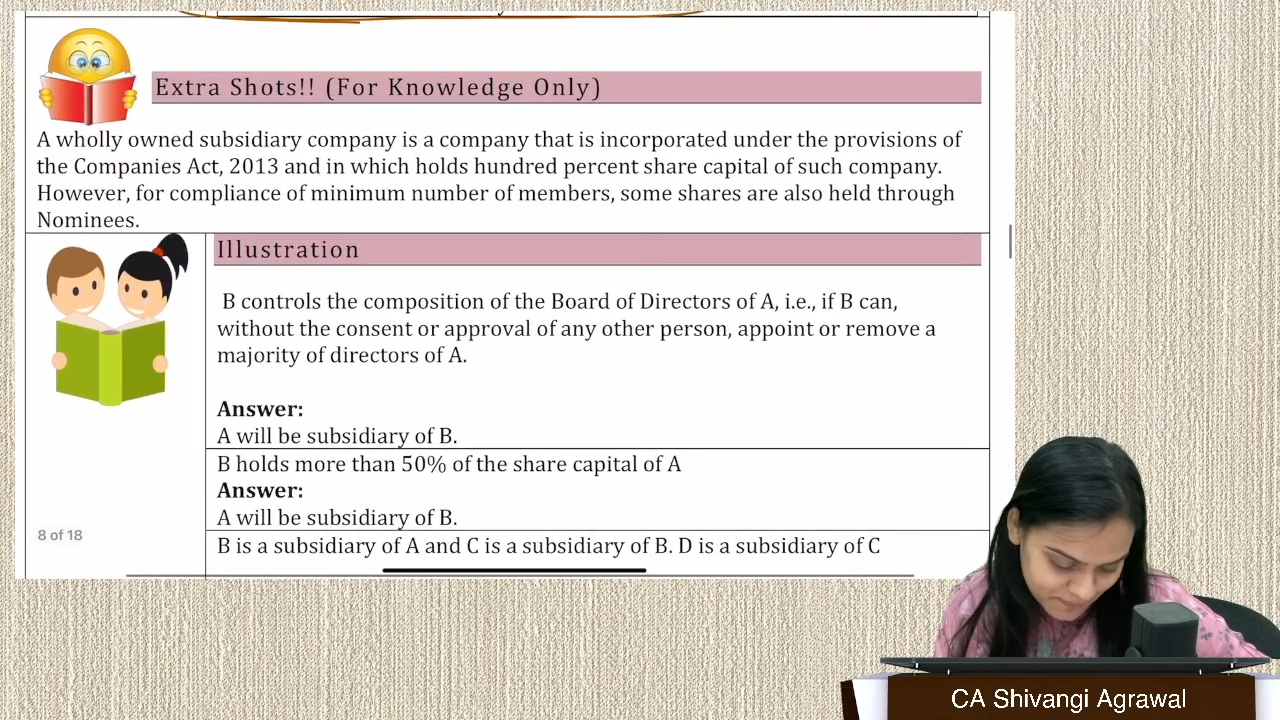 Extra Shots!! (For Knowledge Only)
A wholly owned subsidiary company is a company that is incorporated under the provisions of
the Companies Act, 2013 and in which holds hundred percent share capital of such company.
However, for compliance of minimum number of members, some shares are also held through
Nominees.
Illustration
B controls the composition of the Board of Directors of A, i.e., if B can,
without the consent or approval of any other person, appoint or remove a
majority of directors of A.
Answer:
A will be subsidiary of B.
B holds more than 50% of the share capital of A
Answer:
A will be subsidiary of B.
8 of 18
B is a subsidiary of A and C is a subsidiary of B. D is a subsidiary of C
CA Shivangi Agrawal